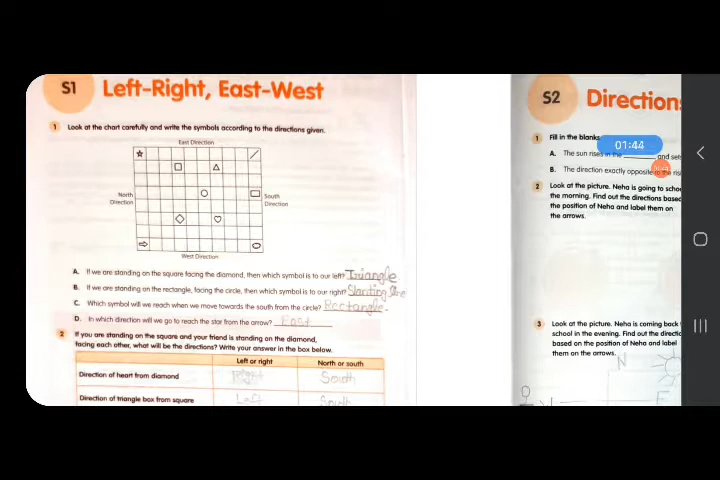 S1 Left-Right, East-West
1 Look at the chart carefully and write the symbols according to the directions given.
East Direction
North Direction
South Direction
West Direction
A. If we are standing on the square facing the diamond, then which symbol is to our left? Triangle
B. If we are standing on the rectangle, facing the circle, then which symbol is to our right? Slanting line
C. Which symbol will we reach when we move towards the south from the circle? Rectangle.
D. In which direction will we go to reach the star from the arrow? East
2 If you are standing on the square and your friend is standing on the diamond,
facing each other, what will be the directions? Write your answer in the box below.
Left or right North or south
Direction of heart from diamond South
Direction of triangle box from square Left South
S2 Directions
1 Fill in the blanks
01:44
A. The sun rises in the and sets
B. The direction exactly opposite to the
2 Look at the picture. Neha is going to
the morning. Find out the directions based
the position of Neha and label them on
the arrows.
3 Look at the picture. Neha is coming back
school in the evening. Find out the
based on the position of Neha and label
them on the arrows.
N
E